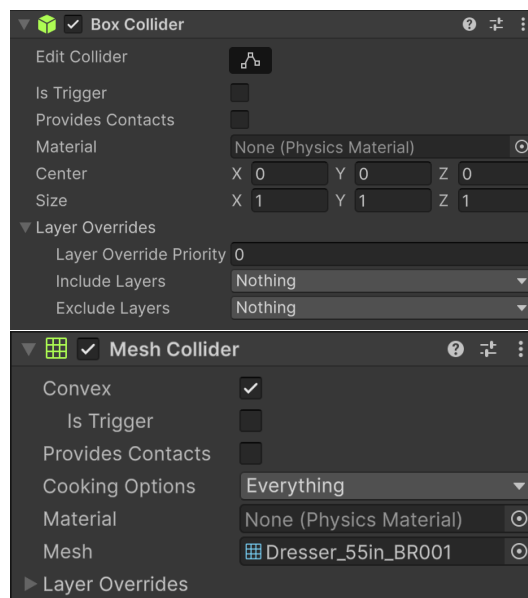 Box Collider
Edit Collider
Is Trigger
Provides Contacts
Material None (Physics Material)
Center X 0 Y 0 Z 0
Size X 1 Y 1 Z 1
Layer Overrides
Layer Override Priority 0
Include Layers Nothing
Exclude Layers Nothing
Mesh Collider
Convex
Is Trigger
Provides Contacts
Cooking Options Everything
Material None (Physics Material)
Mesh Dresser_55in_BR001
Layer Overrides